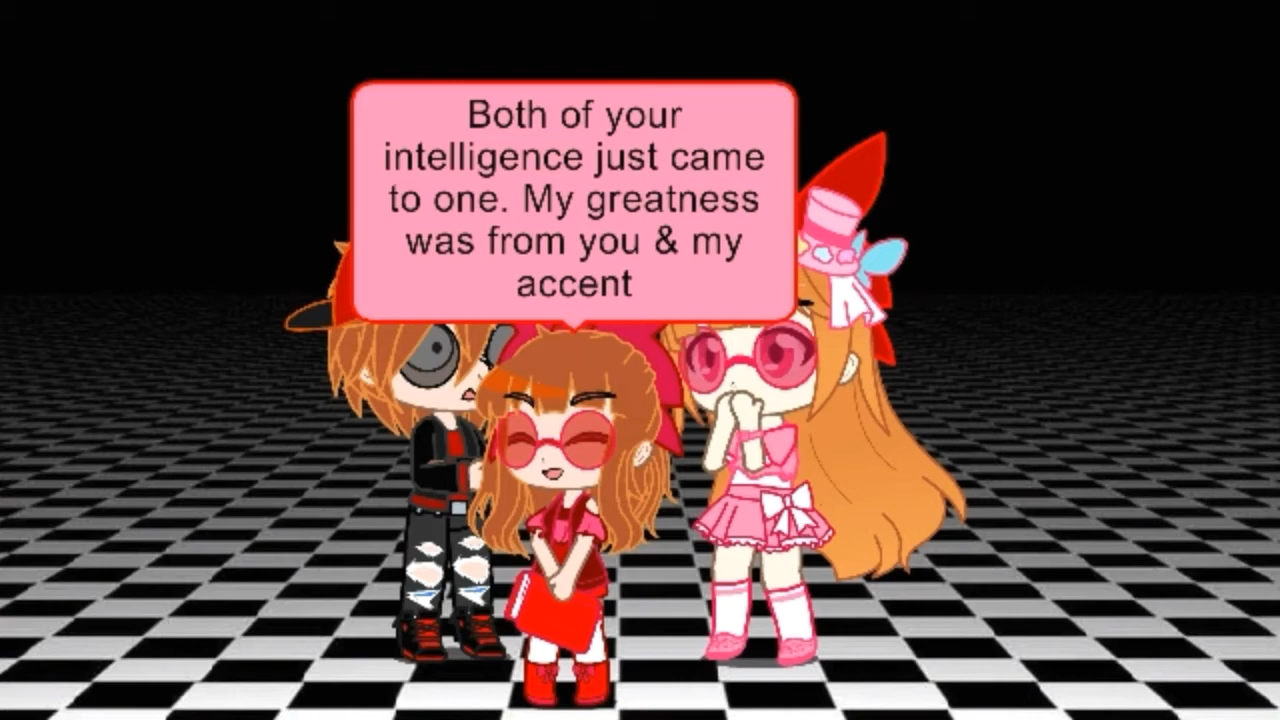 Both of your
intelligence just came
to one. My greatness
was from you & my
accent